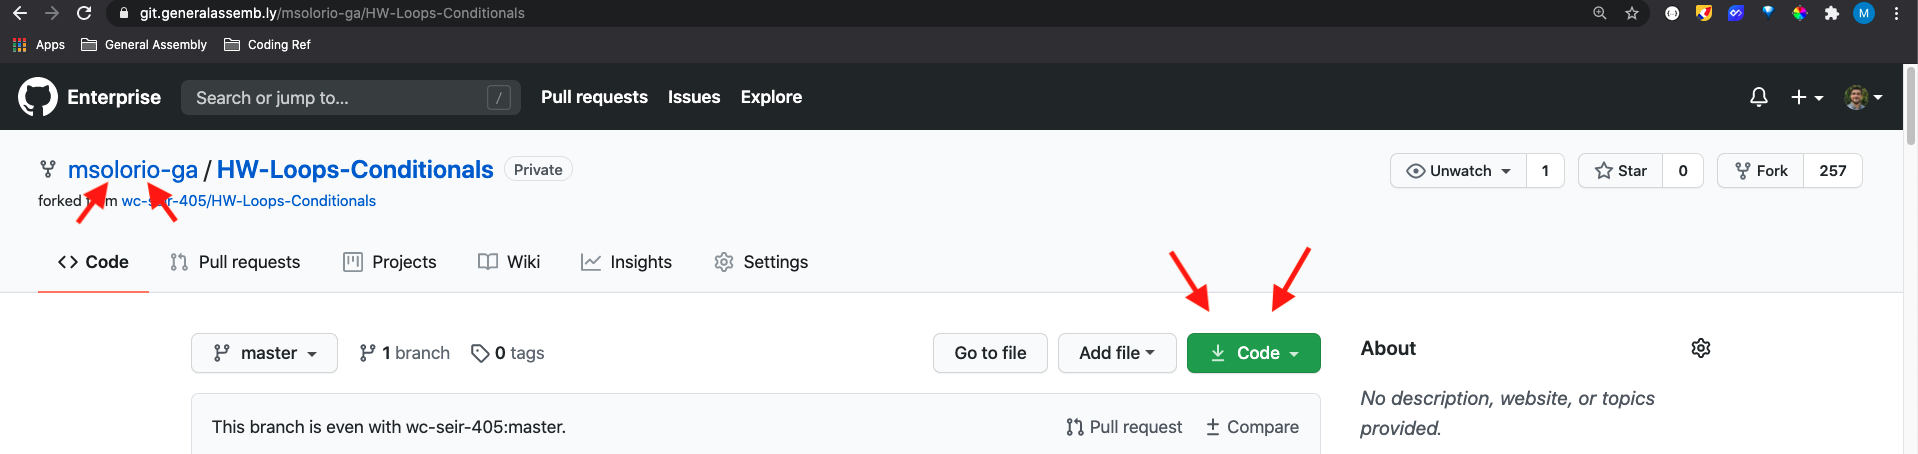 git.generalassemb.ly/msolorio-ga/HW-Loops-Conditionals
M
Apps General Assembly Coding Ref
Enterprise Search or jump to... / Pull requests Issues Explore
msolorio-ga / HW-Loops-Conditionals Private Unwatch 1 Star 0 Fork 257
forked from wc-seir-405/HW-Loops-Conditionals
Code Pull requests Projects Wiki Insights Settings
master 1 branch 0 tags Go to file Add file Code About
No description, website, or topics
provided.
This branch is even with wc-seir-405:master. Pull request Compare